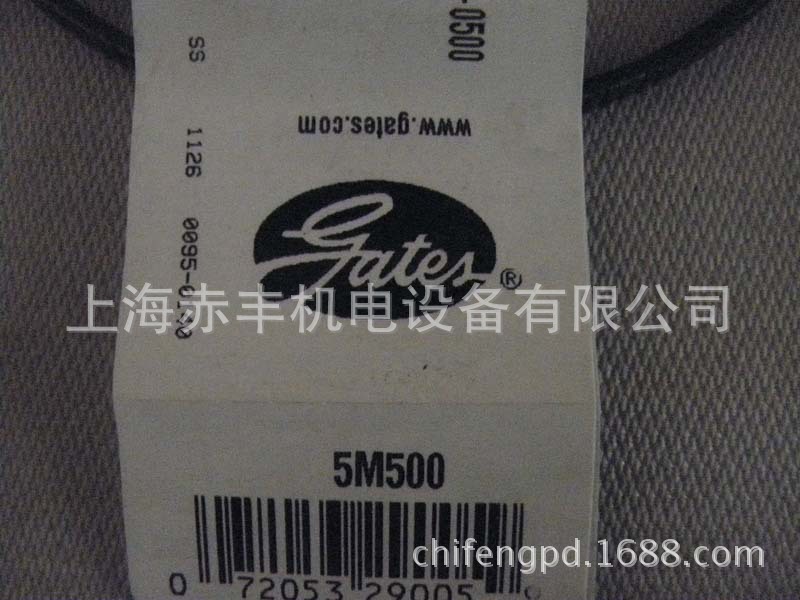 -0500
www.gates.com
SS 1126
Gates®
上海赤丰机电设备有限公司
5M500
0 72053 29005
chifengpd.1688.com